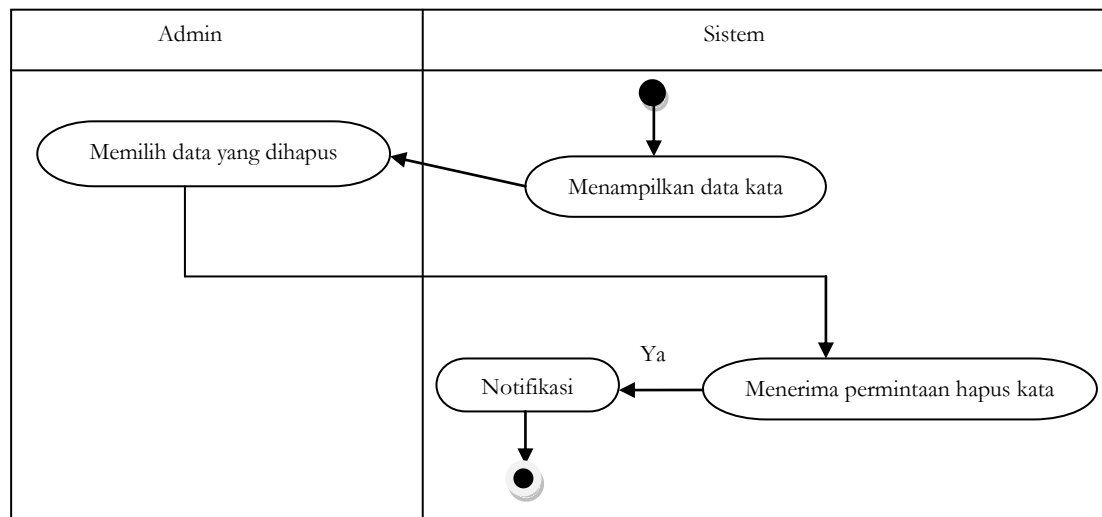 Admin
Sistem
Memilih data yang dihapus
Menampilkan data kata
Ya
Notifikasi
Menerima permintaan hapus kata